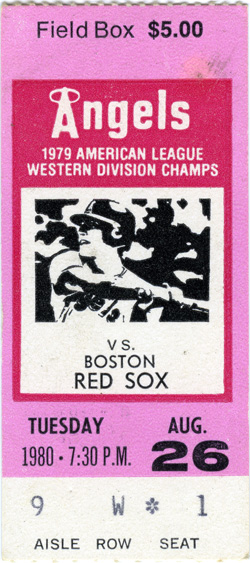 Field Box $5.00
Angels
1979 AMERICAN LEAGUE
WESTERN DIVISION CHAMPS
VS.
BOSTON
RED SOX
TUESDAY AUG.
1980 • 7:30 P.M. 26
9 W * 1
AISLE ROW SEAT